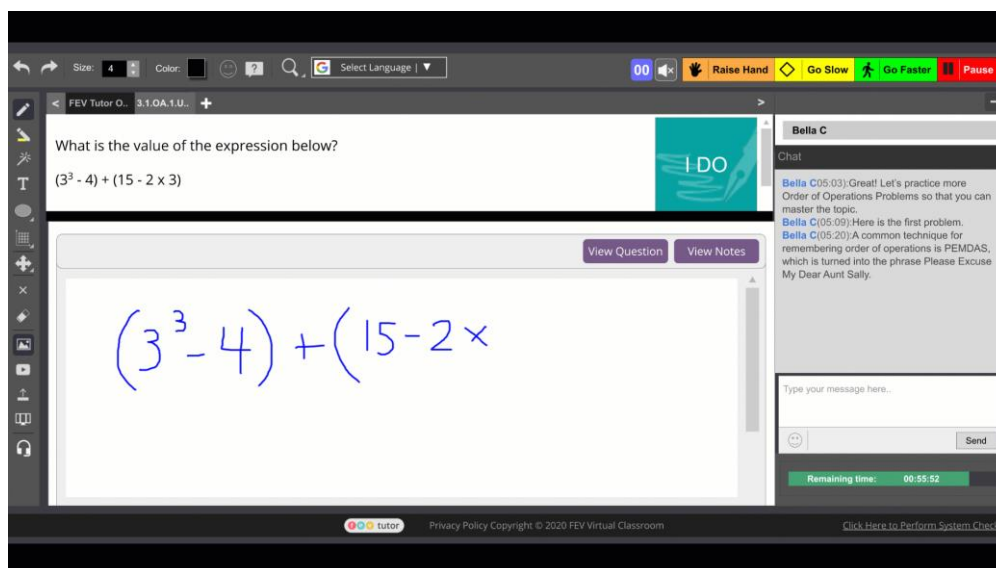 Size: 4 Color: ? G Select Language | ▼ 00 Raise Hand Go Slow Go Faster Pause
< FEV Tutor O.. 3.1.OA.1.U.. + >
What is the value of the expression below?
(3³ - 4) + (15 - 2 x 3)
I DO
View Question View Notes
(3³ - 4) + (15 - 2 x
Bella C
Chat
Bella C(05:03):Great! Let's practice more
Order of Operations Problems so that you can
master the topic.
Bella C(05:09):Here is the first problem.
Bella C(05:20):A common technique for
remembering order of operations is PEMDAS,
which is turned into the phrase Please Excuse
My Dear Aunt Sally.
Type your message here..
Send
Remaining time: 00:55:52
tutor Privacy Policy Copyright © 2020 FEV Virtual Classroom Click Here to Perform System Chec